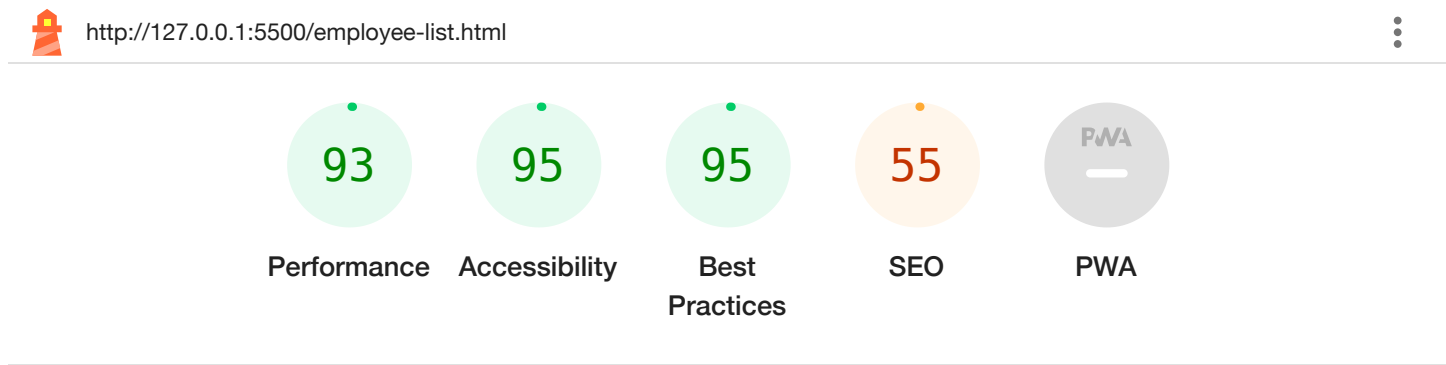 http://127.0.0.1:5500/employee-list.html
93
95
95
55
PWA
Performance
Accessibility
Best
Practices
SEO
PWA